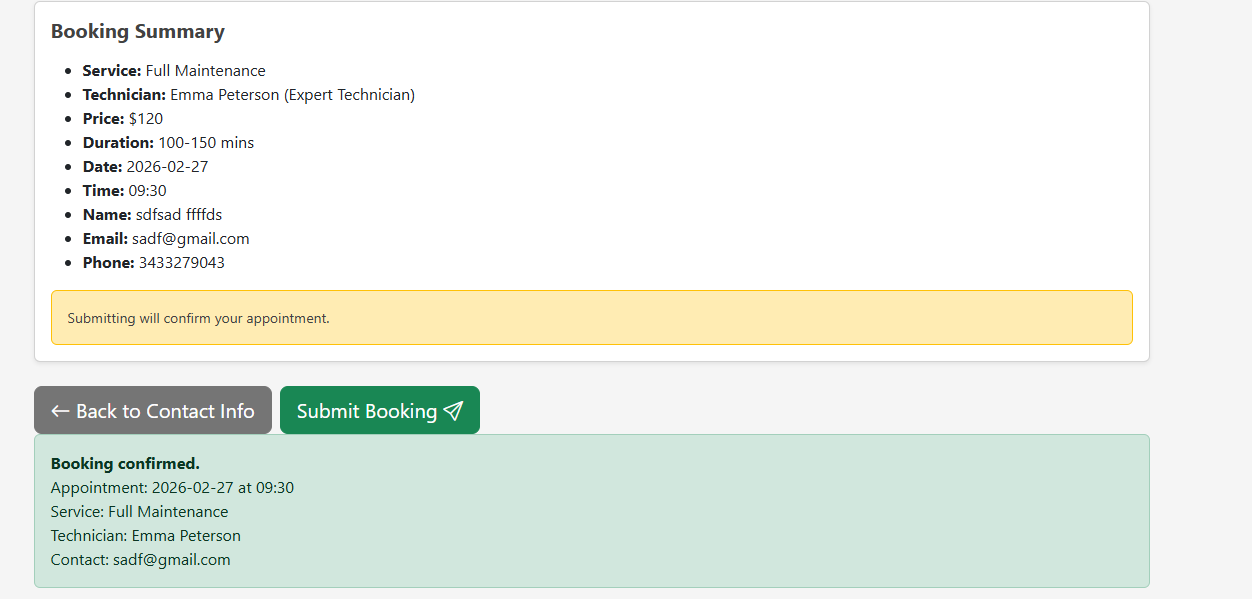 Booking Summary
Service: Full Maintenance
Technician: Emma Peterson (Expert Technician)
Price: $120
Duration: 100-150 mins
Date: 2026-02-27
Time: 09:30
Name: sdfsad ffffds
Email: sadf@gmail.com
Phone: 3433279043
Submitting will confirm your appointment.
← Back to Contact Info
Submit Booking
Booking confirmed.
Appointment: 2026-02-27 at 09:30
Service: Full Maintenance
Technician: Emma Peterson
Contact: sadf@gmail.com